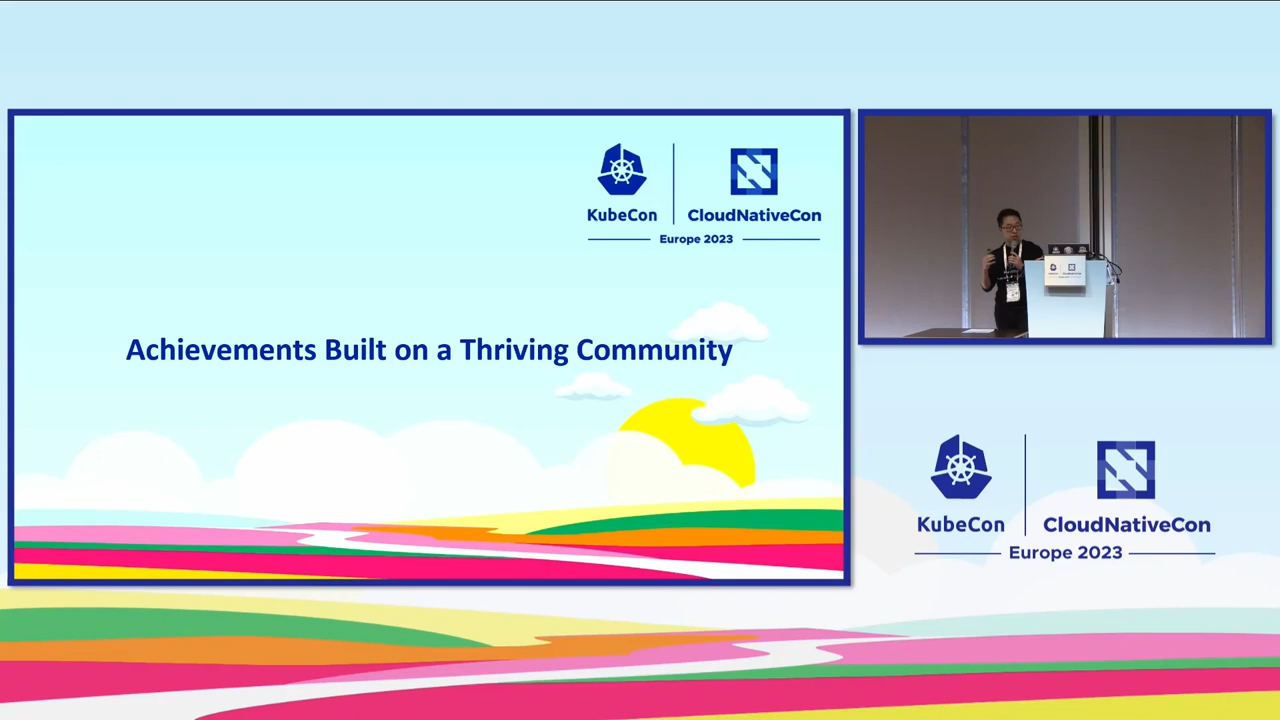 KubeCon
CloudNativeCon
Europe 2023
Achievements Built on a Thriving Community
KubeCon
CloudNativeCon
Europe 2023